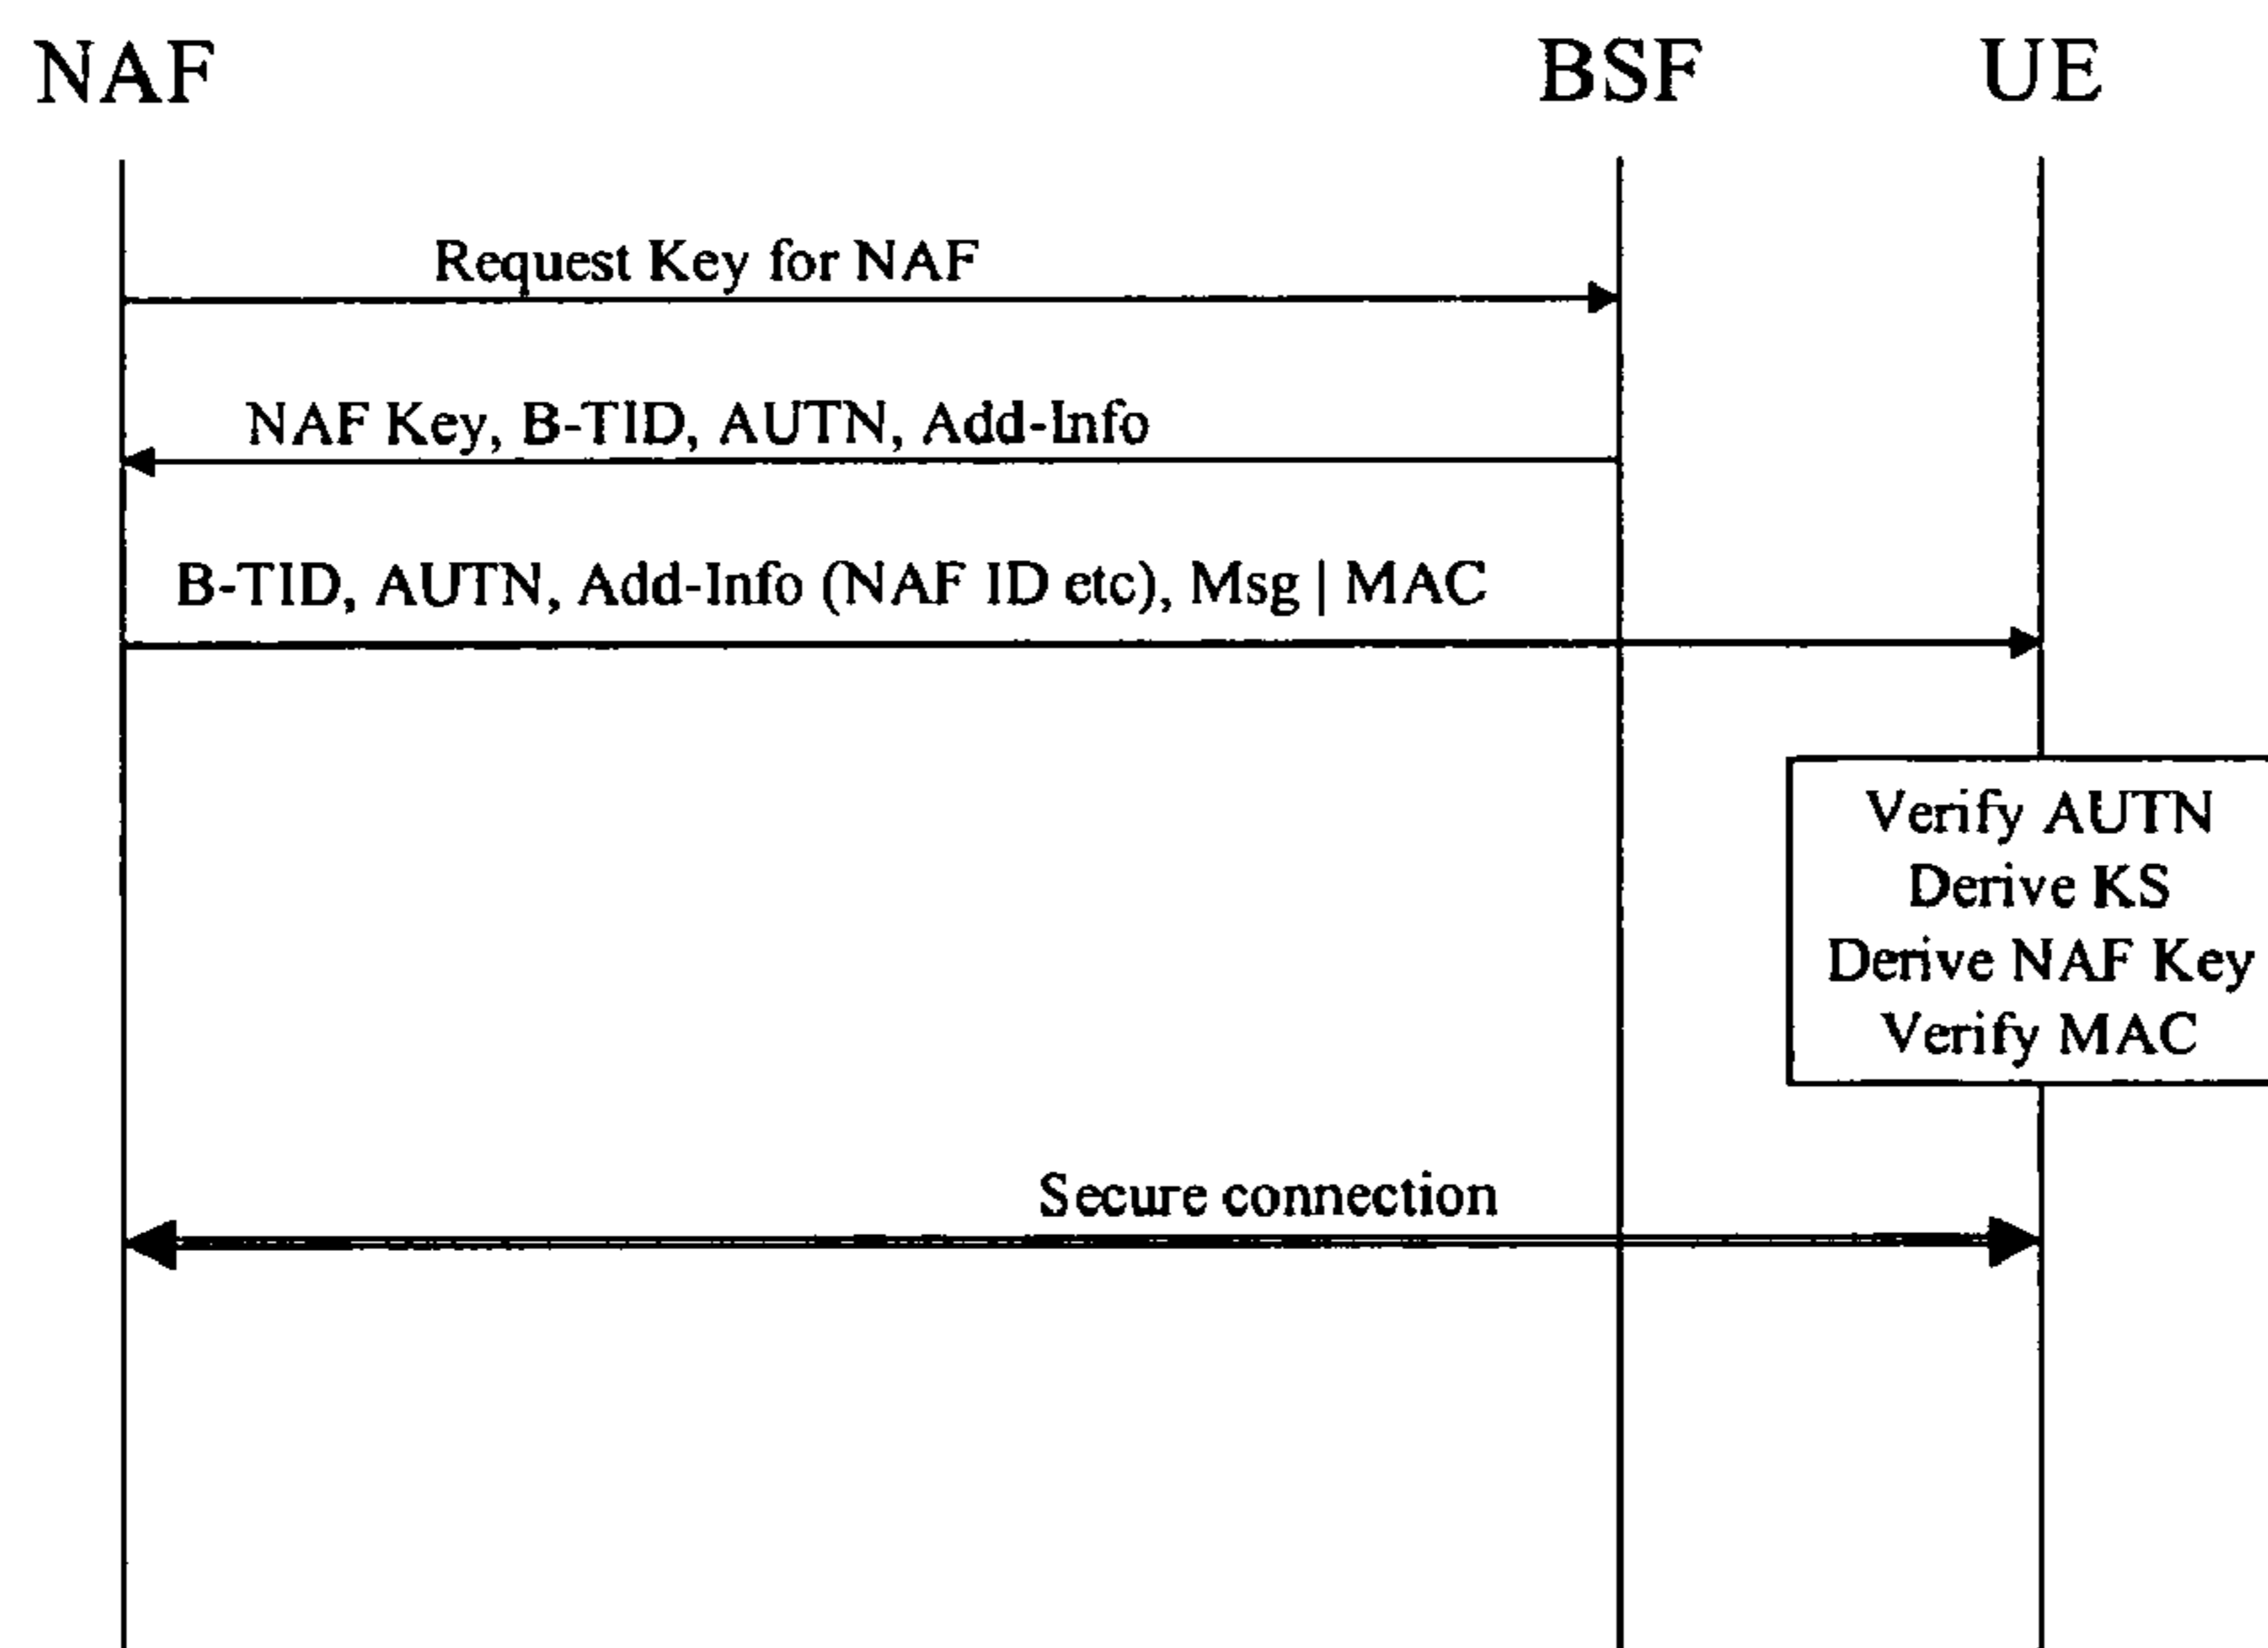 NAF BSF UE
Request Key for NAF
NAF Key, B-TID, AUTN, Add-Info
B-TID, AUTN, Add-Info (NAF ID etc), Msg | MAC
Verify AUTN
Derive KS
Derive NAF Key
Verify MAC
Secure connection